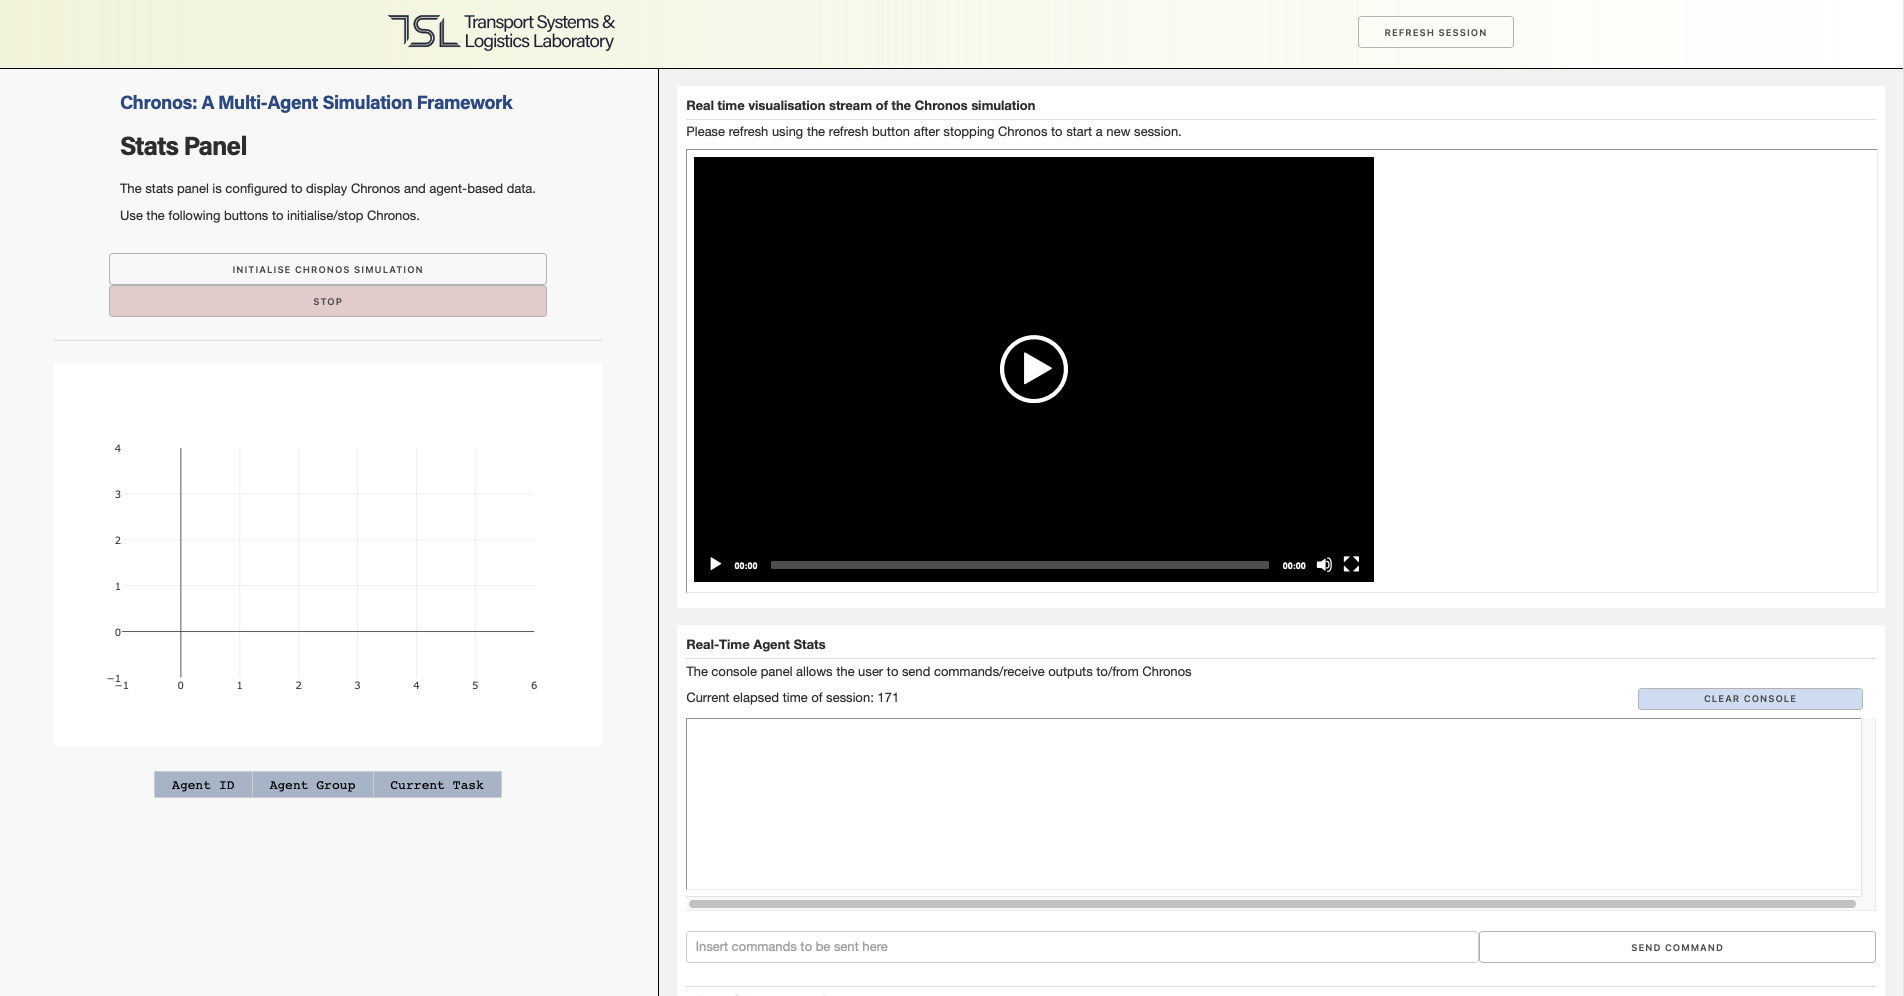 TSL Transport Systems &
Logistics Laboratory
REFRESH SESSION
Chronos: A Multi-Agent Simulation Framework
Stats Panel
The stats panel is configured to display Chronos and agent-based data.
Use the following buttons to initialise/stop Chronos.
INITIALISE CHRONOS SIMULATION
STOP
4
3
2
1
0
−1
−1 0 1 2 3 4 5 6
Agent ID Agent Group Current Task
Real time visualisation stream of the Chronos simulation
Please refresh using the refresh button after stopping Chronos to start a new session.
00:00 00:00
Real-Time Agent Stats
The console panel allows the user to send commands/receive outputs to/from Chronos
Current elapsed time of session: 171
CLEAR CONSOLE
Insert commands to be sent here
SEND COMMAND